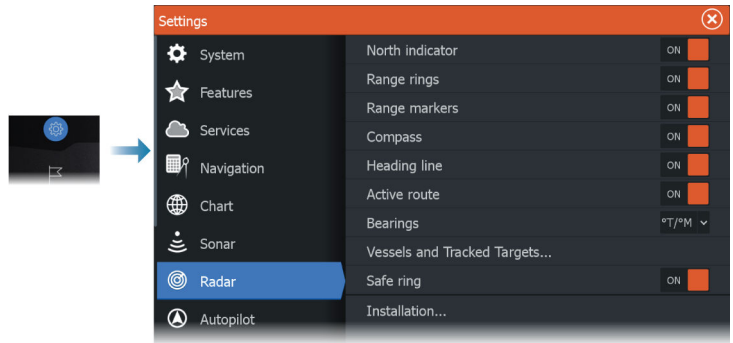 Settings
System
Features
Services
Navigation
Chart
Sonar
Radar
Autopilot
North indicator ON
Range rings ON
Range markers ON
Compass ON
Heading line ON
Active route ON
Bearings °T/°M
Vessels and Tracked Targets...
Safe ring ON
Installation...